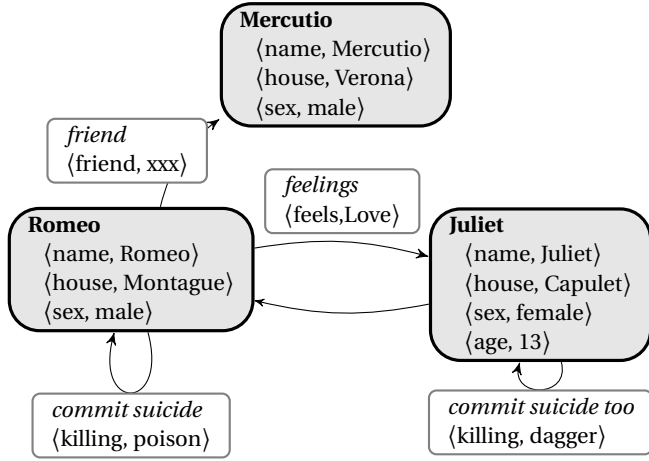 Mercutio
⟨name, Mercutio⟩
⟨house, Verona⟩
⟨sex, male⟩
friend
⟨friend, xxx⟩
feelings
⟨feels,Love⟩
Romeo
⟨name, Romeo⟩
⟨house, Montague⟩
⟨sex, male⟩
Juliet
⟨name, Juliet⟩
⟨house, Capulet⟩
⟨sex, female⟩
⟨age, 13⟩
commit suicide
⟨killing, poison⟩
commit suicide too
⟨killing, dagger⟩